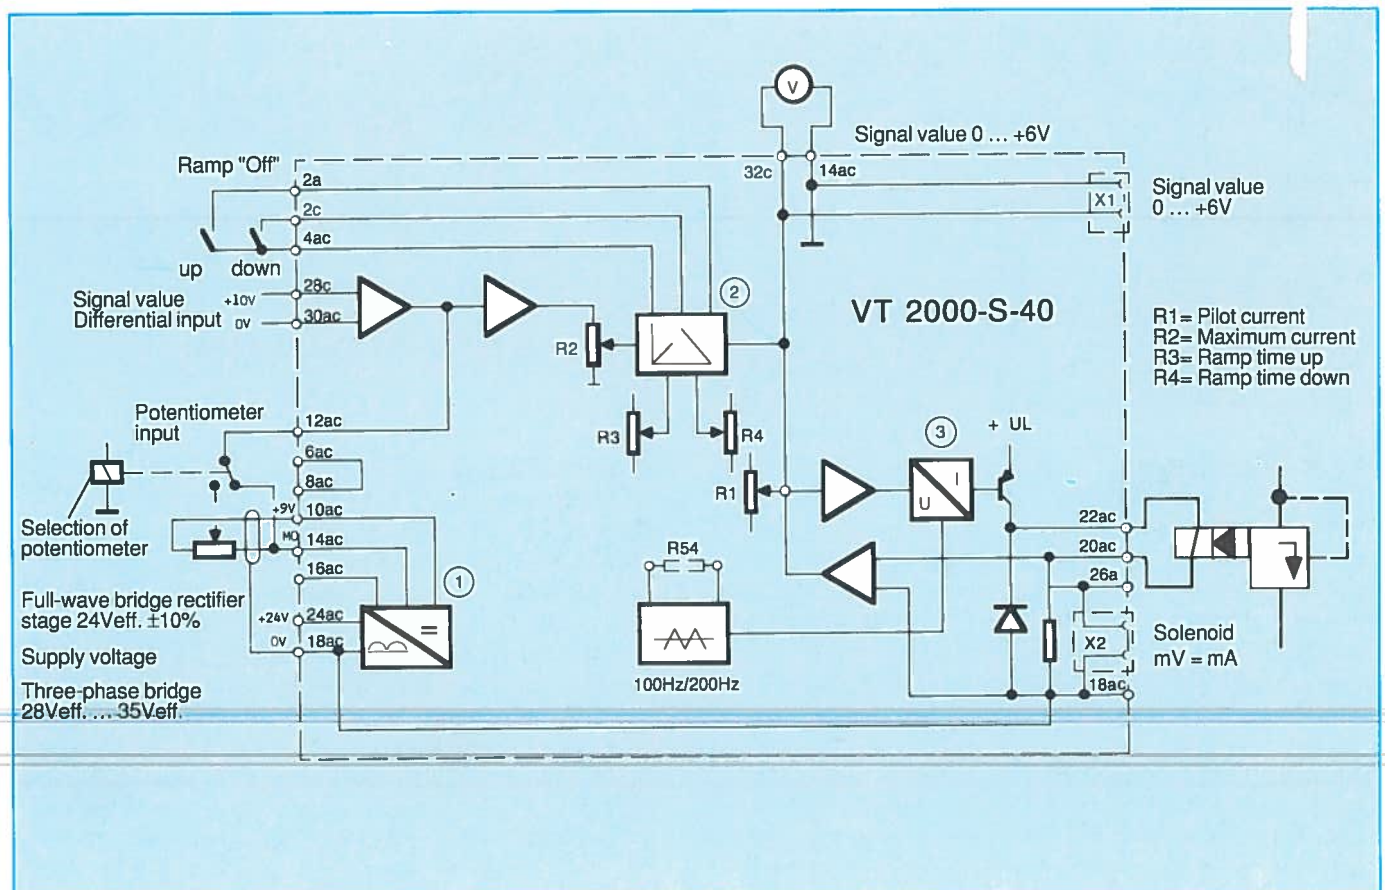 V
Signal value 0 ... +6V
Ramp "Off"
32c
14ac
2a
X1
Signal value
0 ... +6V
2c
4ac
up
down
28c
Signal value
+10V
Differential input
0V
30ac
2
VT 2000-S-40
R1= Pilot current
R2= Maximum current
R3= Ramp time up
R4= Ramp time down
R2
Potentiometer
input
12ac
R3
R4
3
+ UL
6ac
8ac
R1
I
U
+9V
10ac
22ac
Selection of
potentiometer
MO
14ac
R54
20ac
16ac
1
26a
Full-wave bridge rectifier
stage 24Veff. ±10%
+24V
24ac
=
0V
18ac
X2
Solenoid
mV = mA
Supply voltage
100Hz/200Hz
18ac
Three-phase bridge
28Veff. ... 35Veff.